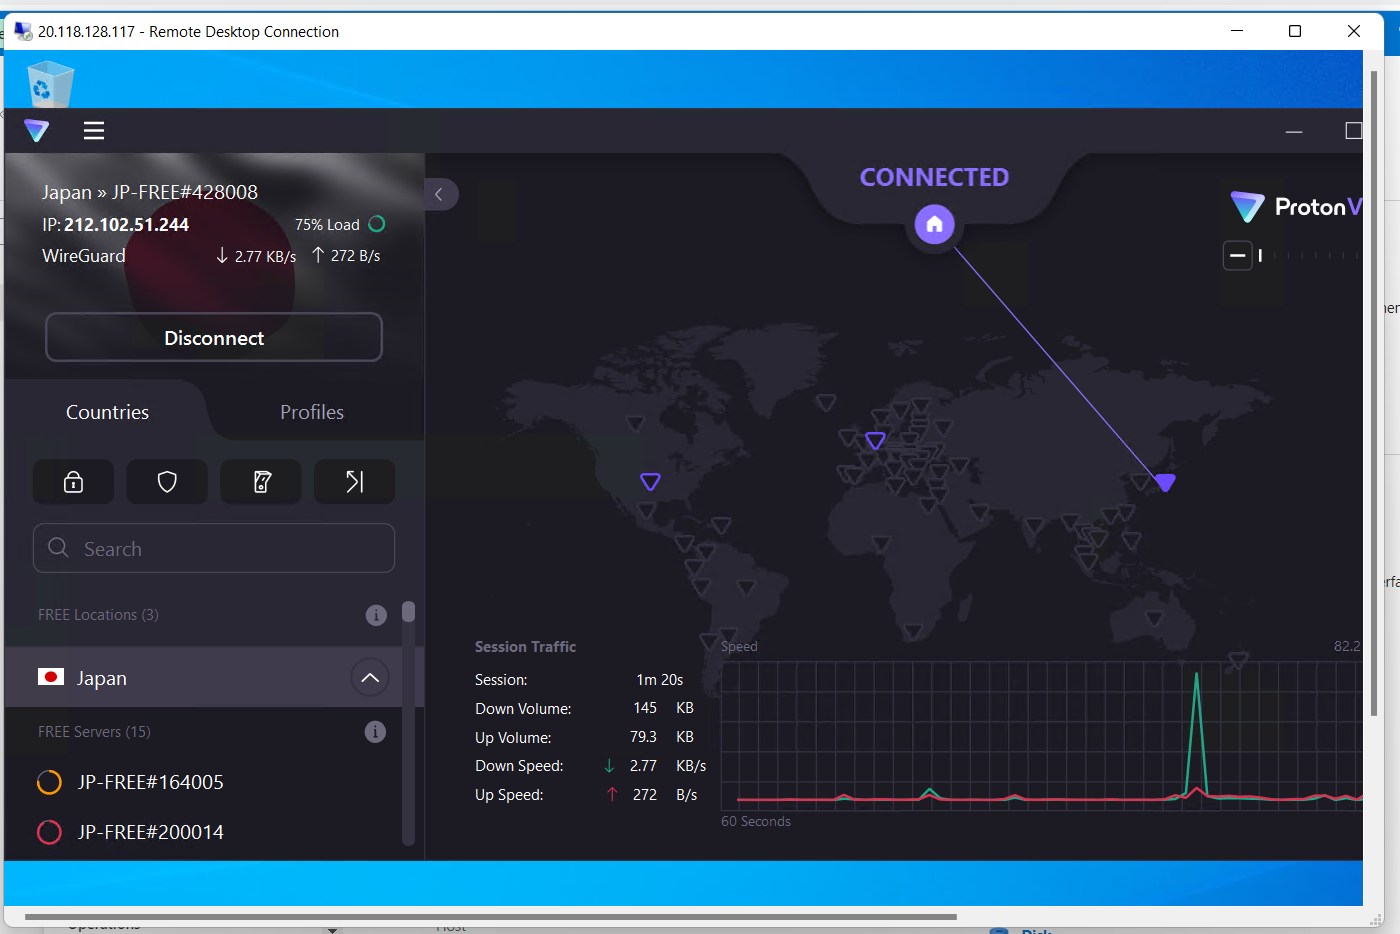 20.118.128.117 - Remote Desktop Connection
Japan » JP-FREE#428008
IP: 212.102.51.244
75% Load
WireGuard
2.77 KB/s
272 B/s
Disconnect
Countries
Profiles
Search
FREE Locations (3)
Japan
FREE Servers (15)
JP-FREE#164005
JP-FREE#200014
CONNECTED
ProtonV
Session Traffic
Session: 1m 20s
Down Volume: 145 KB
Up Volume: 79.3 KB
Down Speed: 2.77 KB/s
Up Speed: 272 B/s
Speed
82.2
60 Seconds
Operations
Host
Disk